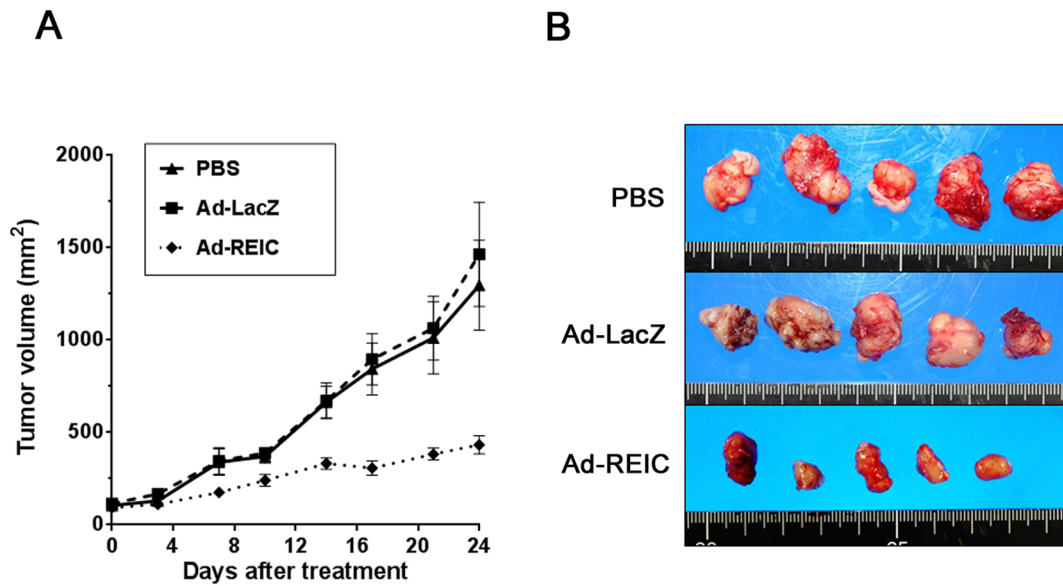 A
B
Tumor volume (mm²)
2000
1500
1000
500
0
PBS
Ad-LacZ
Ad-REIC
0
4
8
12
16
20
24
Days after treatment
PBS
Ad-LacZ
Ad-REIC